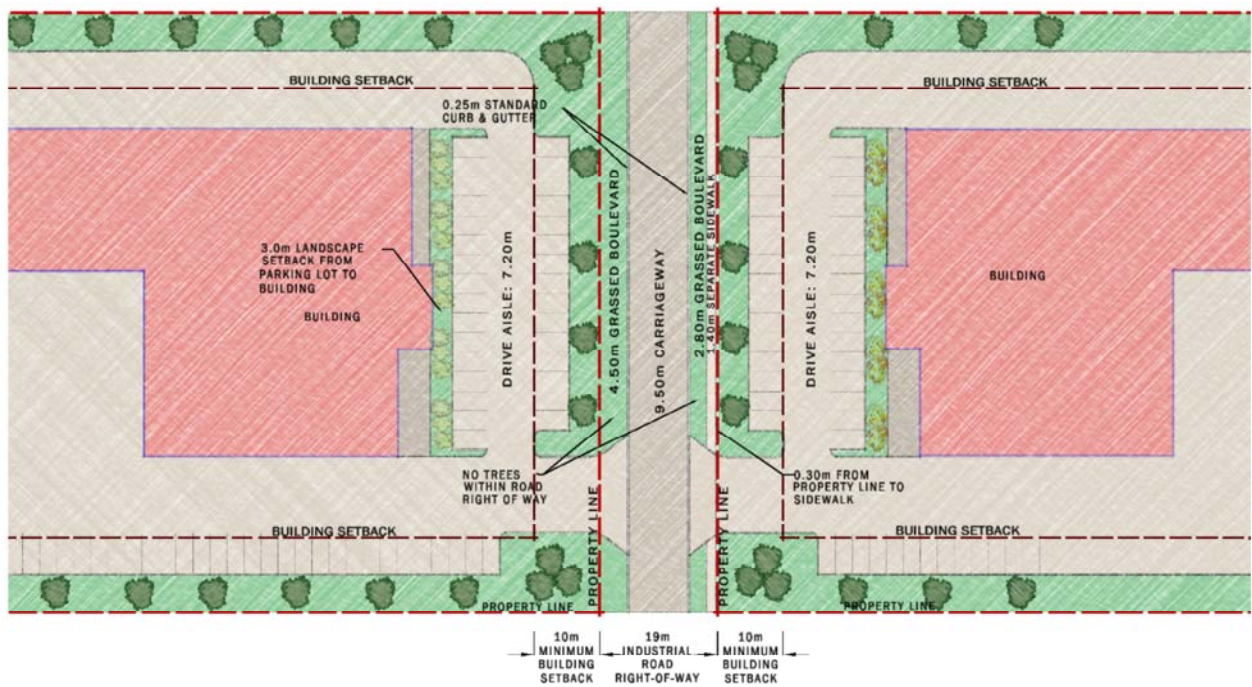 BUILDING SETBACK
BUILDING SETBACK
0.25m STANDARD
CURB & GUTTER
4.50m GRASSED BOULEVARD
9.50m CARRIAGEWAY
2.80m GRASSED BOULEVARD
1.40m SEPARATE SIDEWALK
3.0m LANDSCAPE
SETBACK FROM
PARKING LOT TO
BUILDING
BUILDING
DRIVE AISLE: 7.20m
DRIVE AISLE: 7.20m
BUILDING
NO TREES
WITHIN ROAD
RIGHT OF WAY
0.30m FROM
PROPERTY LINE TO
SIDEWALK
BUILDING SETBACK
BUILDING SETBACK
PROPERTY LINE
PROPERTY LINE
PROPERTY LINE
PROPERTY LINE
10m
MINIMUM
BUILDING
SETBACK
19m
INDUSTRIAL
ROAD
RIGHT-OF-WAY
10m
MINIMUM
BUILDING
SETBACK